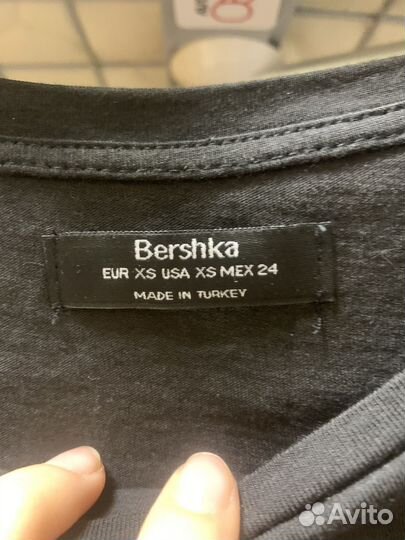 Bershka
EUR XS USA XS MEX 24
MADE IN TURKEY
Avito